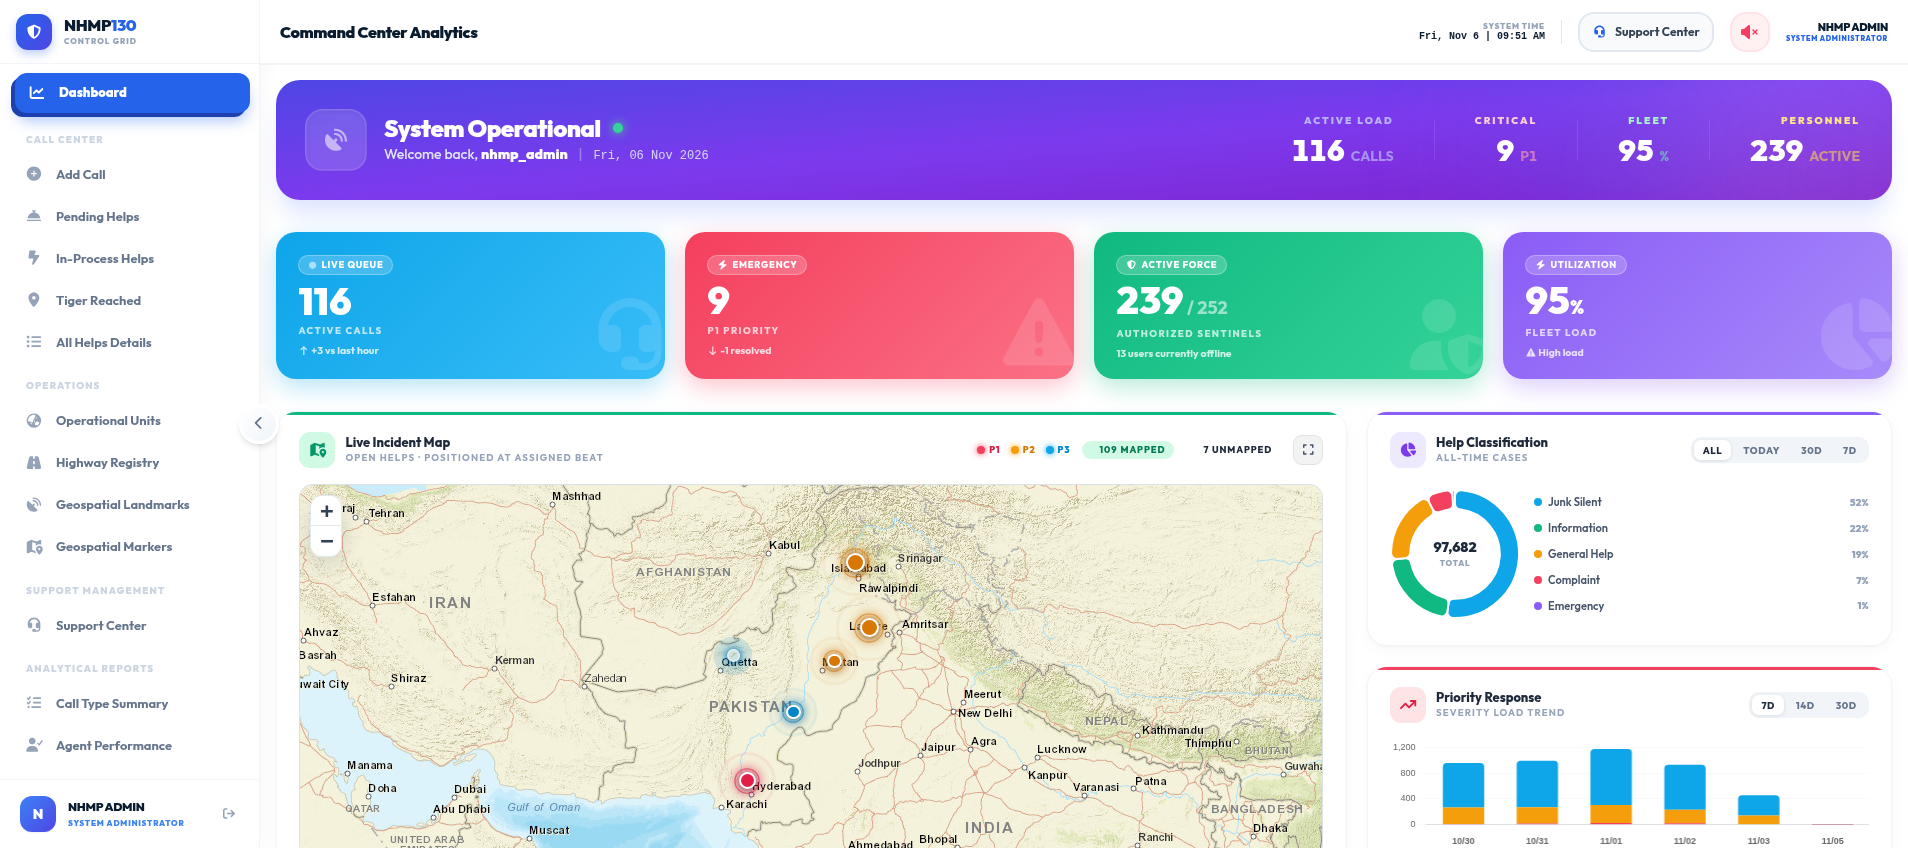 NHMP130
CONTROL GRID
Dashboard
CALL CENTER
Add Call
Pending Helps
In-Process Helps
Tiger Reached
All Helps Details
OPERATIONS
Operational Units
Highway Registry
Geospatial Landmarks
Geospatial Markers
SUPPORT MANAGEMENT
Support Center
ANALYTICAL REPORTS
Call Type Summary
Agent Performance
N
NHMP ADMIN
SYSTEM ADMINISTRATOR
Command Center Analytics
SYSTEM TIME
Fri, Nov 6 | 09:51 AM
Support Center
NHMP ADMIN
SYSTEM ADMINISTRATOR
System Operational
Welcome back, nhmp_admin | Fri, 06 Nov 2026
ACTIVE LOAD
116 CALLS
CRITICAL
9 P1
FLEET
95 %
PERSONNEL
239 ACTIVE
LIVE QUEUE
116
ACTIVE CALLS
↑ +3 vs last hour
EMERGENCY
9
P1 PRIORITY
↓ -1 resolved
ACTIVE FORCE
239 / 252
AUTHORIZED SENTINELS
13 users currently offline
UTILIZATION
95%
FLEET LOAD
High load
Live Incident Map
OPEN HELPS · POSITIONED AT ASSIGNED BEAT
P1 P2 P3
109 MAPPED
7 UNMAPPED
+
−
raj
Tehran
Mashhad
Kabul
Srinagar
AFGHANISTAN
Rawalpindi
Esfahan
IRAN
Amritsar
Ahvaz
Basrah
Kerman
Quetta
Shiraz
Zahedan
wait City
PAKISTAN
Meerut
New Delhi
NEPAL
Kathmandu
Thimphu
BHUTAN
Jaipur
Agra
Lucknow
Jodhpur
Guwaha
Manama
Doha
Dubai
Hyderabad
Kanpur
Varanasi
Patna
QATAR
Abu Dhabi
Gulf of Oman
Karachi
BANGLADESH
Muscat
INDIA
Dhaka
UNITED ARAB
EMIRATES
Ahmedabad
Bhopal
Ranchi
Help Classification
ALL-TIME CASES
ALL TODAY 30D 7D
97,682
TOTAL
Junk Silent 52%
Information 22%
General Help 19%
Complaint 7%
Emergency 1%
Priority Response
SEVERITY LOAD TREND
7D 14D 30D
1,200
800
400
0
10/30 10/31 11/01 11/02 11/03 11/05